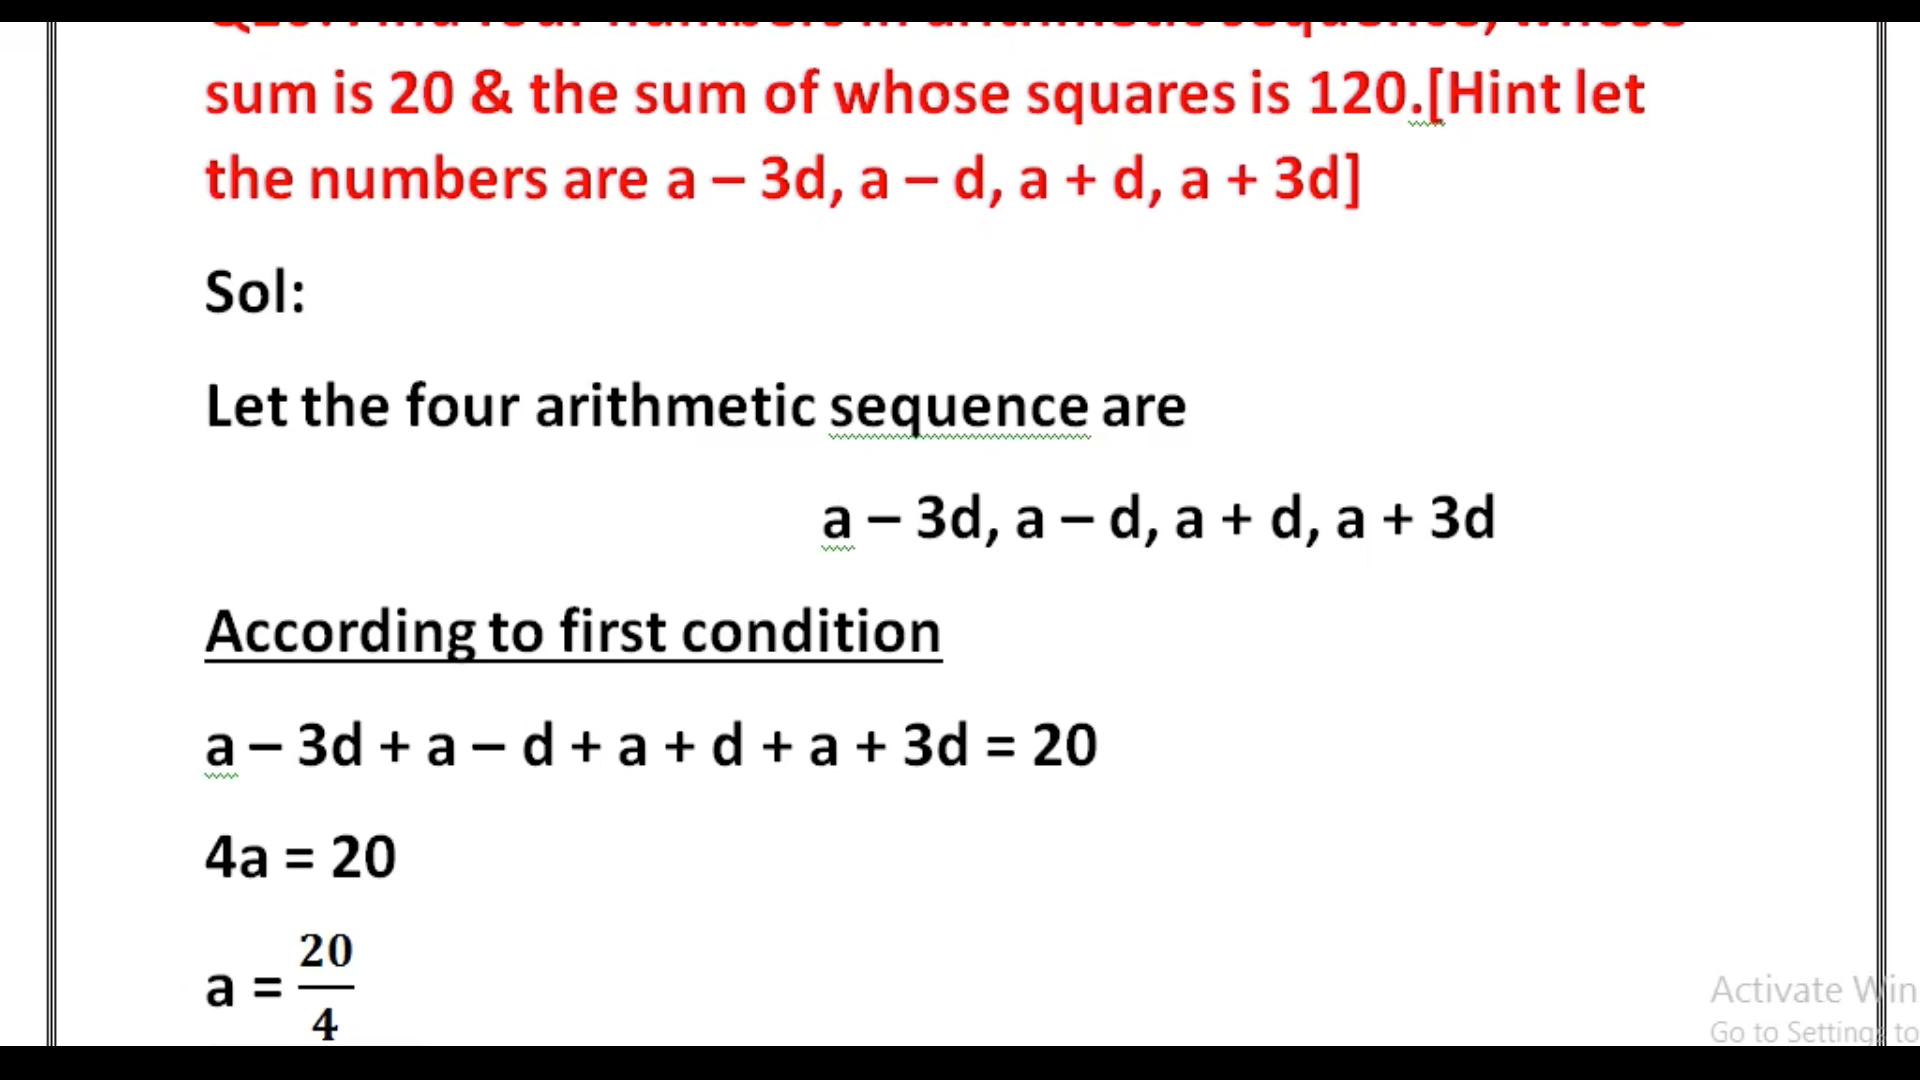 sum is 20 & the sum of whose squares is 120.[Hint let
the numbers are a – 3d, a – d, a + d, a + 3d]
Sol:
Let the four arithmetic sequence are
a – 3d, a – d, a + d, a + 3d
According to first condition
a – 3d + a – d + a + d + a + 3d = 20
4a = 20
a = 20/4
Activate Win
Go to Settings to